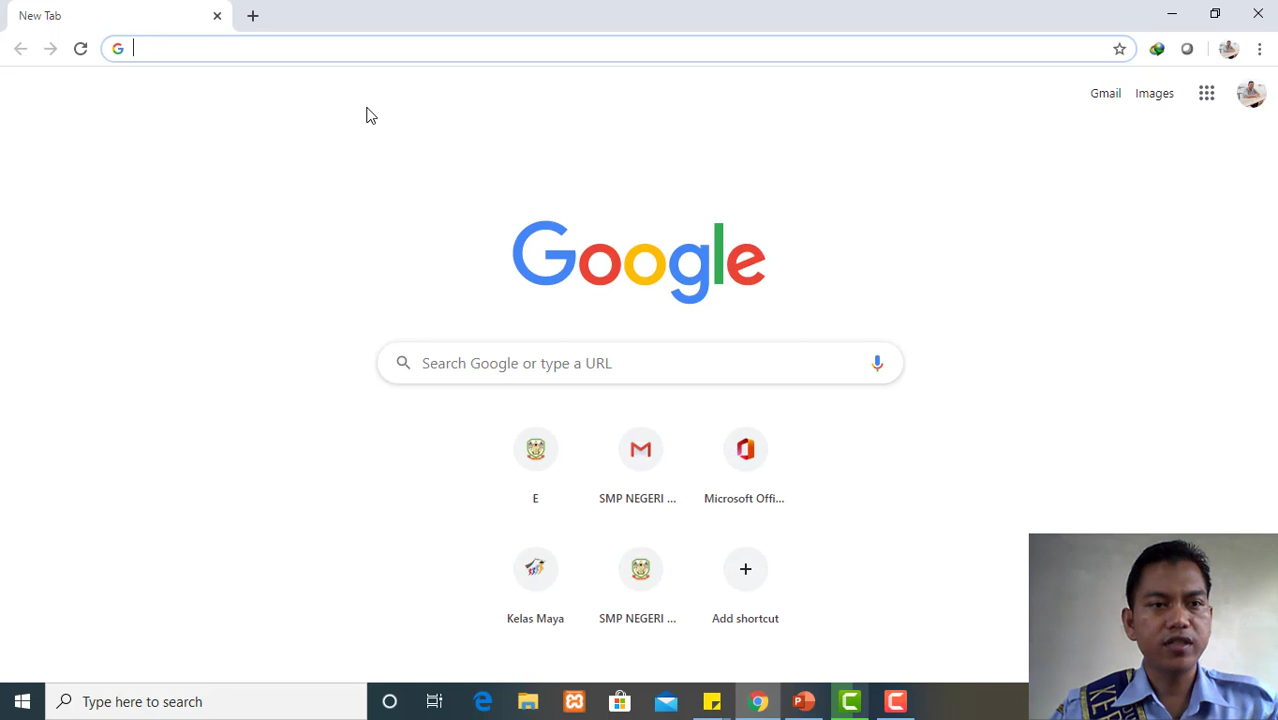 New Tab
Gmail Images
Google
Search Google or type a URL
E
SMP NEGERI ...
Microsoft Offi...
Kelas Maya
SMP NEGERI ...
Add shortcut
Type here to search